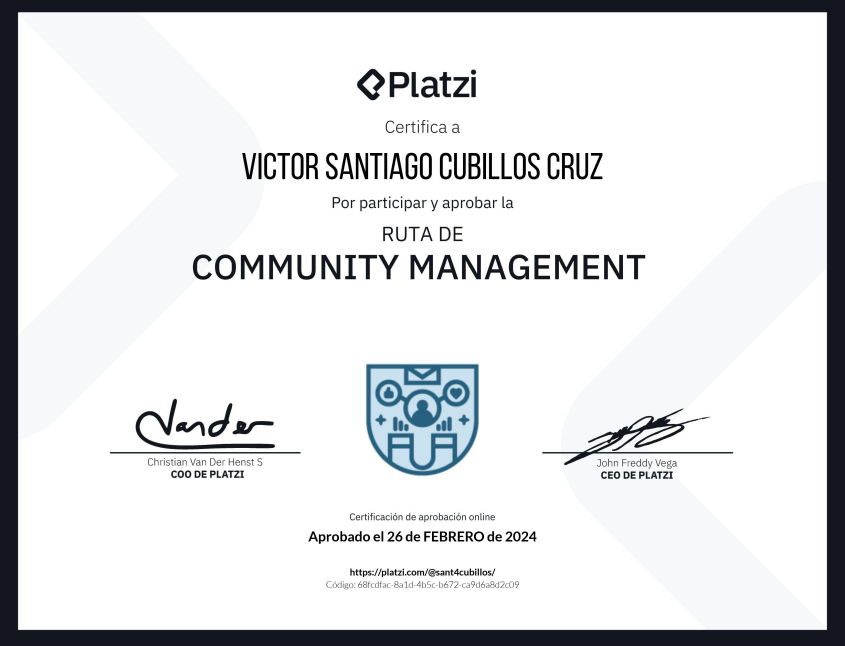 Platzi
Certifica a
VICTOR SANTIAGO CUBILLOS CRUZ
Por participar y aprobar la
RUTA DE
COMMUNITY MANAGEMENT
Vander
Christian Van Der Henst S
COO DE PLATZI
John Freddy Vega
CEO DE PLATZI
Certificación de aprobación online
Aprobado el 26 de FEBRERO de 2024
https://platzi.com/@sant4cubillos/
Código: 68fcdfac-8a1d-4b5c-b672-ca9d6a8d2c09